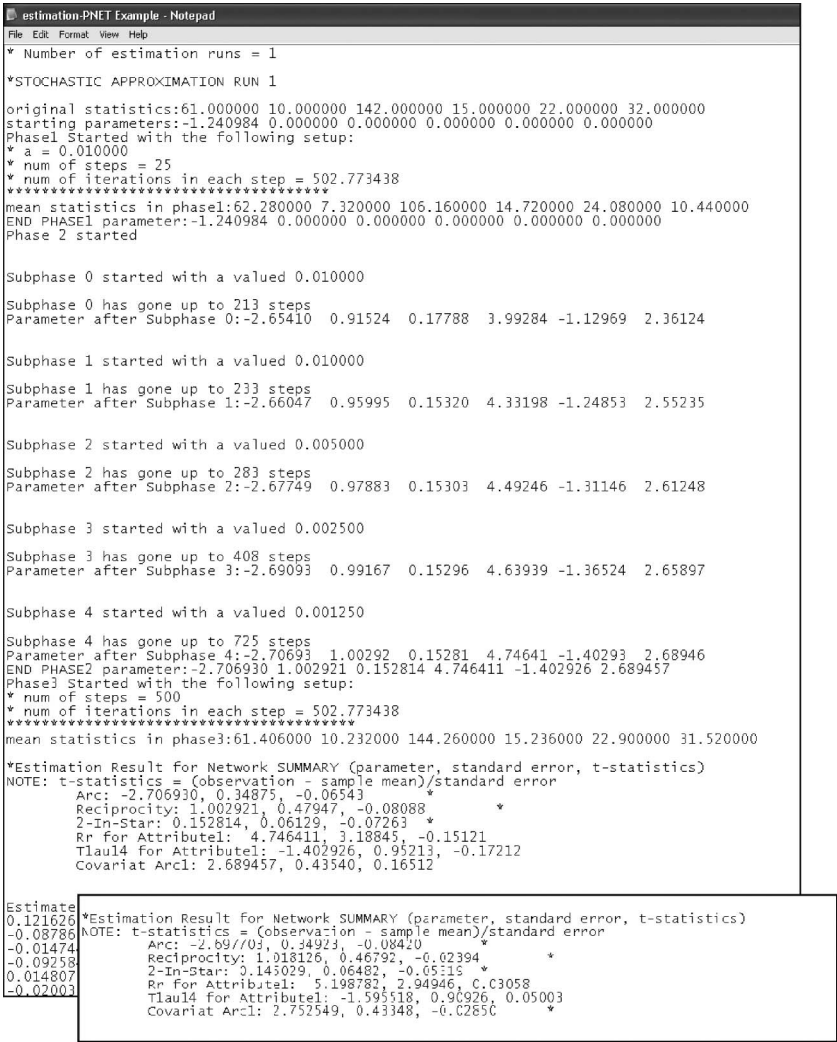 estimation-PNET Example - Notepad
File Edit Format View Help
* Number of estimation runs = 1
*STOCHASTIC APPROXIMATION RUN 1
original statistics:61.000000 10.000000 142.000000 15.000000 22.000000 32.000000
starting parameters:-1.240984 0.000000 0.000000 0.000000 0.000000 0.000000
Phase1 Started with the following setup:
* a = 0.010000
* num of steps = 25
* num of iterations in each step = 502.773438
**************************************
mean statistics in phase1:62.280000 7.320000 106.160000 14.720000 24.080000 10.440000
END PHASE1 parameter:-1.240984 0.000000 0.000000 0.000000 0.000000 0.000000
Phase 2 started
Subphase 0 started with a valued 0.010000
Subphase 0 has gone up to 213 steps
Parameter after Subphase 0:-2.65410 0.91524 0.17788 3.99284 -1.12969 2.36124
Subphase 1 started with a valued 0.010000
Subphase 1 has gone up to 233 steps
Parameter after Subphase 1:-2.66047 0.95995 0.15320 4.33198 -1.24853 2.55235
Subphase 2 started with a valued 0.005000
Subphase 2 has gone up to 283 steps
Parameter after Subphase 2:-2.67749 0.97883 0.15303 4.49246 -1.31146 2.61248
Subphase 3 started with a valued 0.002500
Subphase 3 has gone up to 408 steps
Parameter after Subphase 3:-2.69093 0.99167 0.15296 4.63939 -1.36524 2.65897
Subphase 4 started with a valued 0.001250
Subphase 4 has gone up to 725 steps
Parameter after Subphase 4:-2.70693 1.00292 0.15281 4.74641 -1.40293 2.68946
END PHASE2 parameter:-2.706930 1.002921 0.152814 4.746411 -1.402926 2.689457
Phase3 Started with the following setup:
* num of steps = 500
* num of iterations in each step = 502.773438
*****************************************
mean statistics in phase3:61.406000 10.232000 144.260000 15.236000 22.900000 31.520000
*Estimation Result for Network SUMMARY (parameter, standard error, t-statistics)
NOTE: t-statistics = (observation - sample mean)/standard error
Arc: -2.706930, 0.34875, -0.06543 *
Reciprocity: 1.002921, 0.47947, -0.08088 *
2-In-Star: 0.152814, 0.06129, -0.07263 *
Rr for Attribute1: 4.746411, 3.18845, -0.15121
T1au14 for Attribute1: -1.402926, 0.95213, -0.17212
Covariat Arc1: 2.689457, 0.43540, 0.16512 *
Estimate
0.121626
-0.08786
-0.01474
-0.09258
0.014807
-0.02003
*Estimation Result for Network SUMMARY (parameter, standard error, t-statistics)
NOTE: t-statistics = (observation - sample mean)/standard error
Arc: -2.697703, 0.34923, -0.08420 *
Reciprocity: 1.018126, 0.46792, -0.02394 *
2-In-Star: 0.145029, 0.06482, -0.05319 *
Rr for Attribute1: 5.198782, 2.94946, 0.03058
T1au14 for Attribute1: -1.595518, 0.90926, 0.05003
Covariat Arc1: 2.752549, 0.43348, -0.02850 *